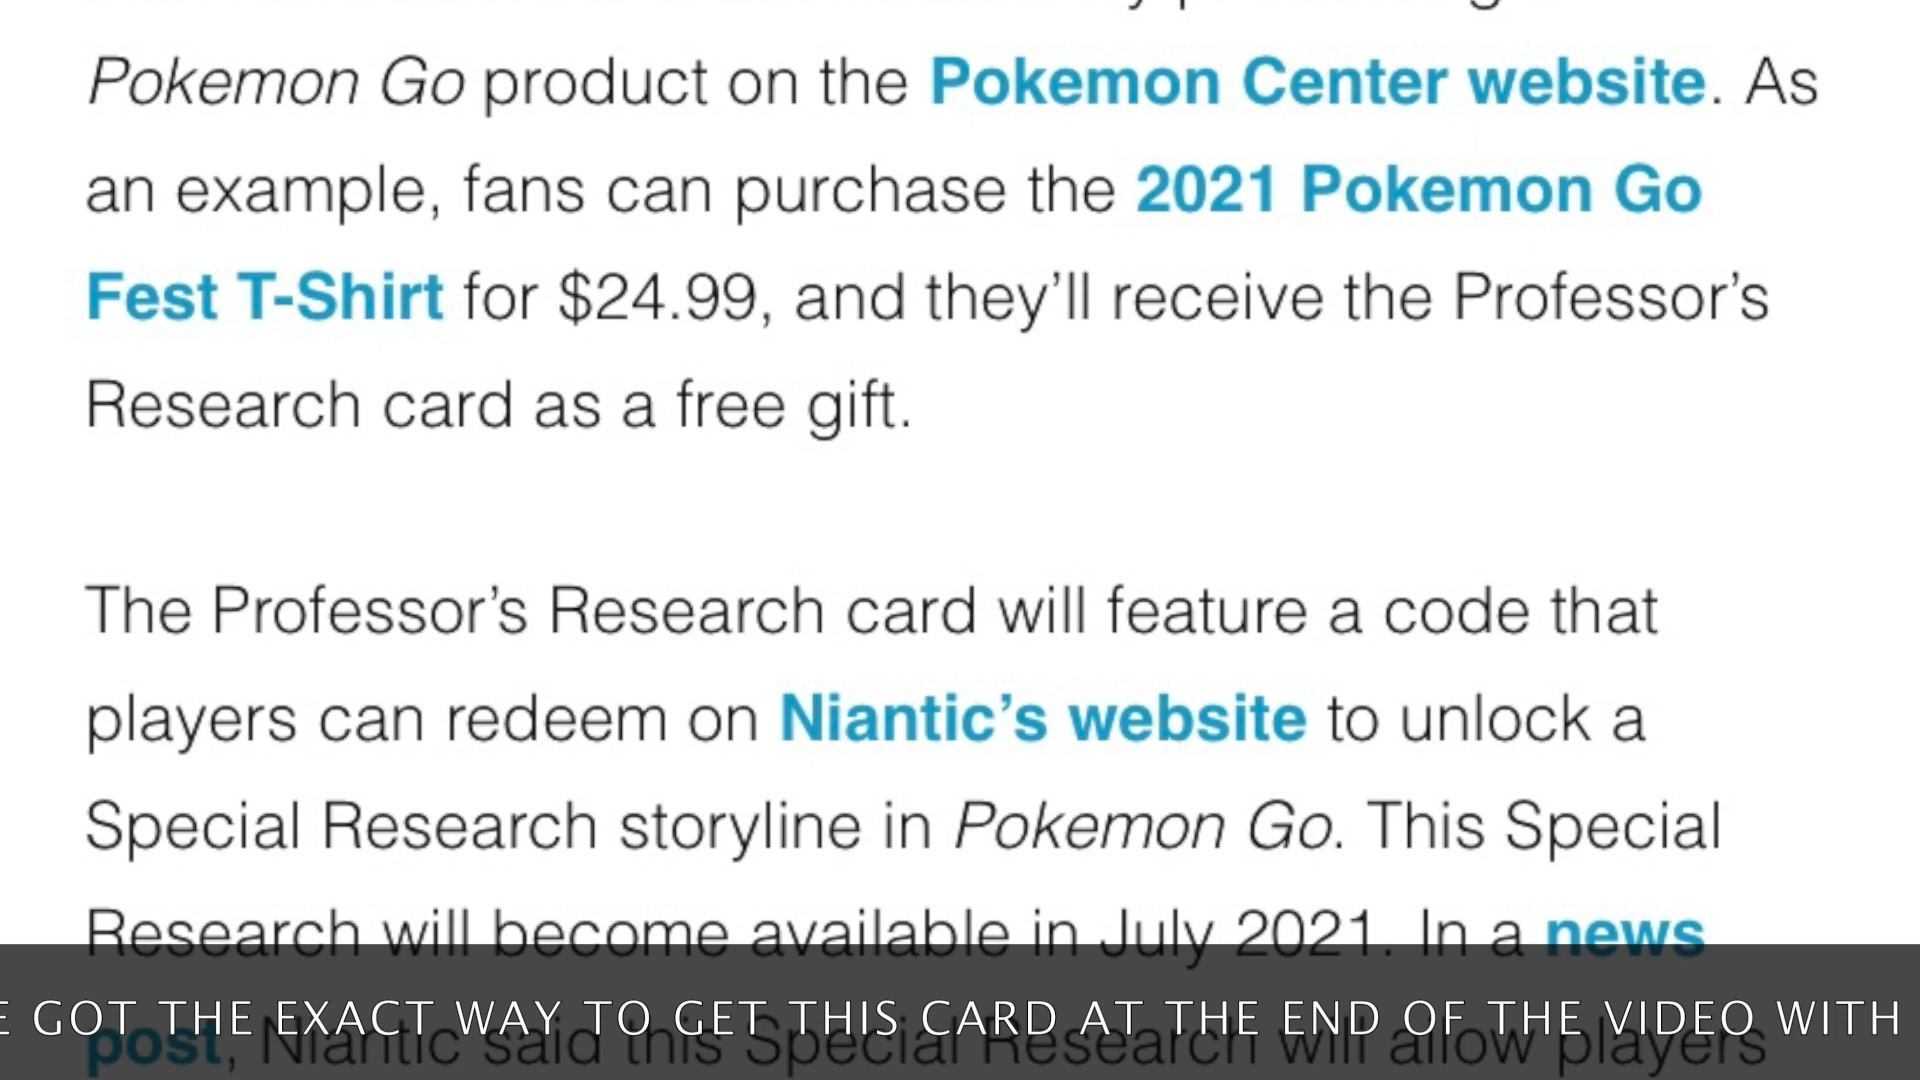 Pokemon Go product on the Pokemon Center website. As
an example, fans can purchase the 2021 Pokemon Go
Fest T-Shirt for $24.99, and they’ll receive the Professor’s
Research card as a free gift.
The Professor’s Research card will feature a code that
players can redeem on Niantic’s website to unlock a
Special Research storyline in Pokemon Go. This Special
Research will become available in July 2021. In a news
GOT THE EXACT WAY TO GET THIS CARD AT THE END OF THE VIDEO WITH
post, Niantic said this Special Research will allow players